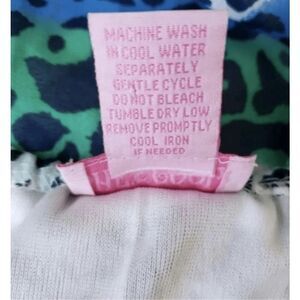 MACHINE WASH
IN COOL WATER
SEPARATELY
GENTLE CYCLE
DO NOT BLEACH
TUMBLE DRY LOW
REMOVE PROMPTLY
COOL IRON
IF NEEDED